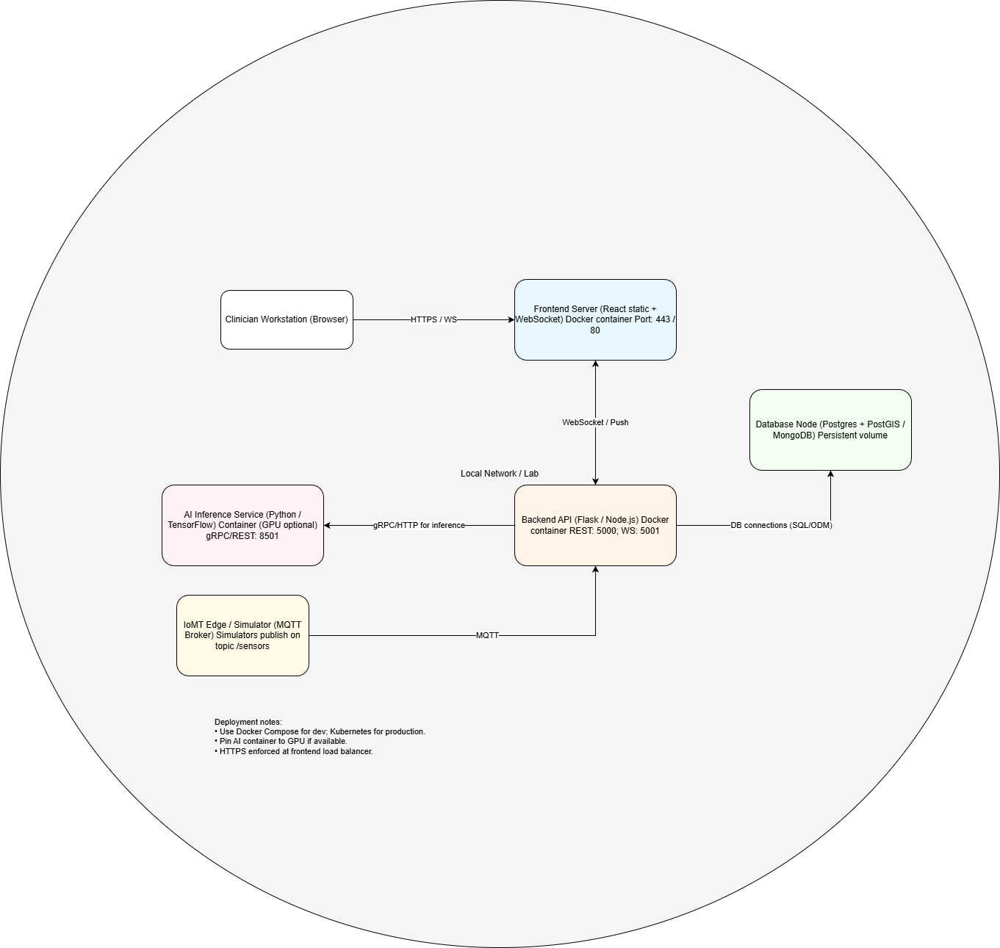 Clinician Workstation (Browser)
HTTPS / WS
Frontend Server (React static +
WebSocket) Docker container Port: 443 /
80
WebSocket / Push
Database Node (Postgres + PostGIS /
MongoDB) Persistent volume
Local Network / Lab
AI Inference Service (Python /
TensorFlow) Container (GPU optional)
gRPC/REST: 8501
gRPC/HTTP for inference
Backend API (Flask / Node.js) Docker
container REST: 5000; WS: 5001
DB connections (SQL/ODM)
IoMT Edge / Simulator (MQTT
Broker) Simulators publish on
topic /sensors
MQTT
Deployment notes:
• Use Docker Compose for dev; Kubernetes for production.
• Pin AI container to GPU if available.
• HTTPS enforced at frontend load balancer.